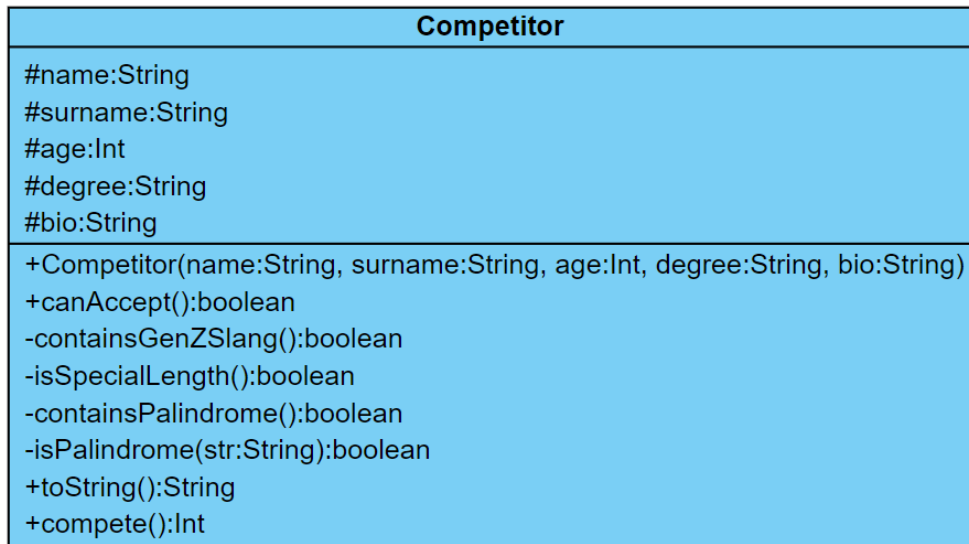 Competitor
#name:String
#surname:String
#age:Int
#degree:String
#bio:String
+Competitor(name:String, surname:String, age:Int, degree:String, bio:String)
+canAccept():boolean
-containsGenZSlang():boolean
-isSpecialLength():boolean
-containsPalindrome():boolean
-isPalindrome(str:String):boolean
+toString():String
+compete():Int